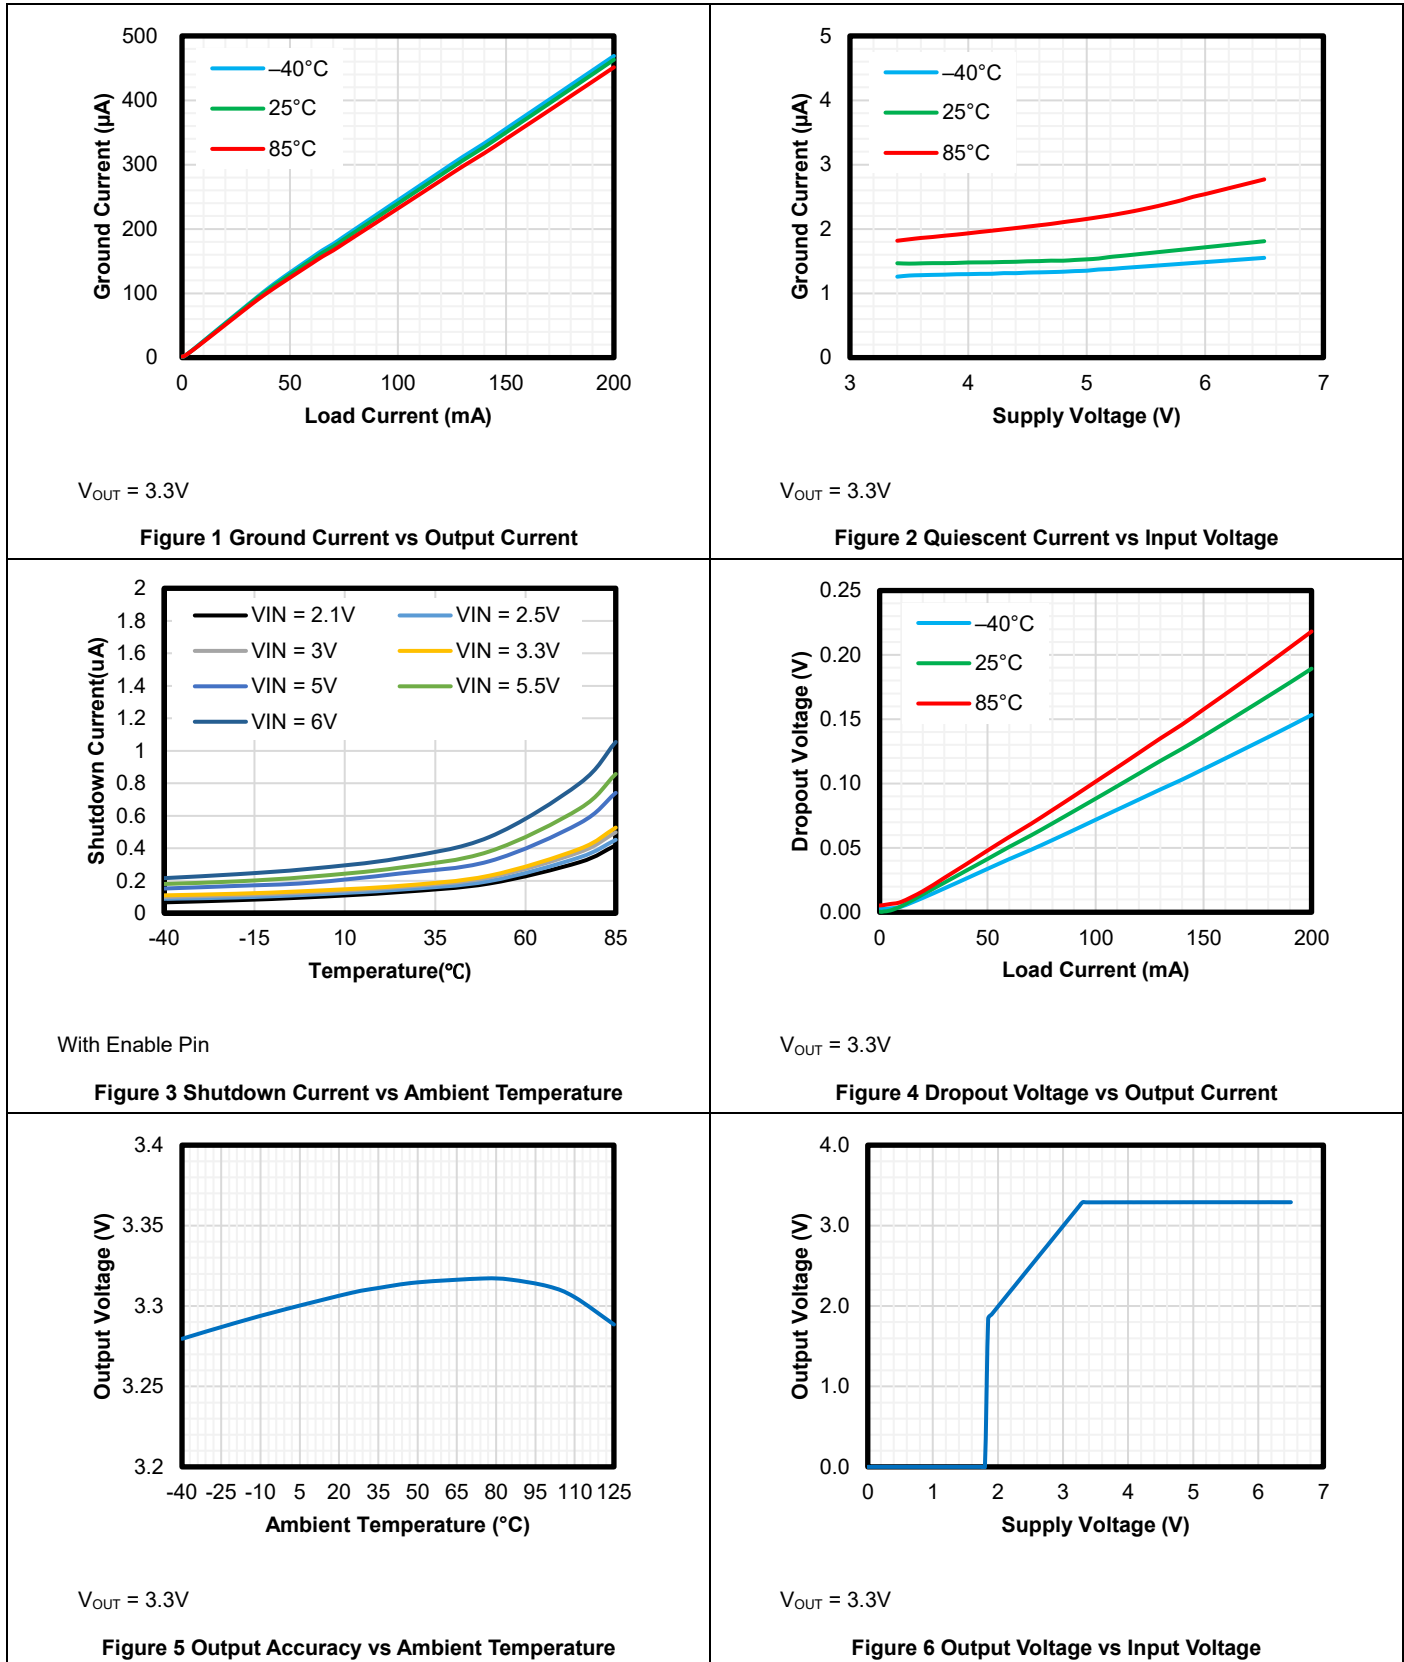 500
400
300
200
100
0
Ground Current (µA)
–40°C
25°C
85°C
0 50 100 150 200
Load Current (mA)
V_OUT = 3.3V
Figure 1 Ground Current vs Output Current
5
4
3
2
1
0
Ground Current (µA)
–40°C
25°C
85°C
3 4 5 6 7
Supply Voltage (V)
V_OUT = 3.3V
Figure 2 Quiescent Current vs Input Voltage
2
1.8
1.6
1.4
1.2
1
0.8
0.6
0.4
0.2
0
Shutdown Current(uA)
VIN = 2.1V VIN = 2.5V
VIN = 3V VIN = 3.3V
VIN = 5V VIN = 5.5V
VIN = 6V
-40 -15 10 35 60 85
Temperature(℃)
With Enable Pin
Figure 3 Shutdown Current vs Ambient Temperature
0.25
0.20
0.15
0.10
0.05
0.00
Dropout Voltage (V)
–40°C
25°C
85°C
0 50 100 150 200
Load Current (mA)
V_OUT = 3.3V
Figure 4 Dropout Voltage vs Output Current
3.4
3.35
3.3
3.25
3.2
Output Voltage (V)
-40 -25 -10 5 20 35 50 65 80 95 110 125
Ambient Temperature (°C)
V_OUT = 3.3V
Figure 5 Output Accuracy vs Ambient Temperature
4.0
3.0
2.0
1.0
0.0
Output Voltage (V)
0 1 2 3 4 5 6 7
Supply Voltage (V)
V_OUT = 3.3V
Figure 6 Output Voltage vs Input Voltage